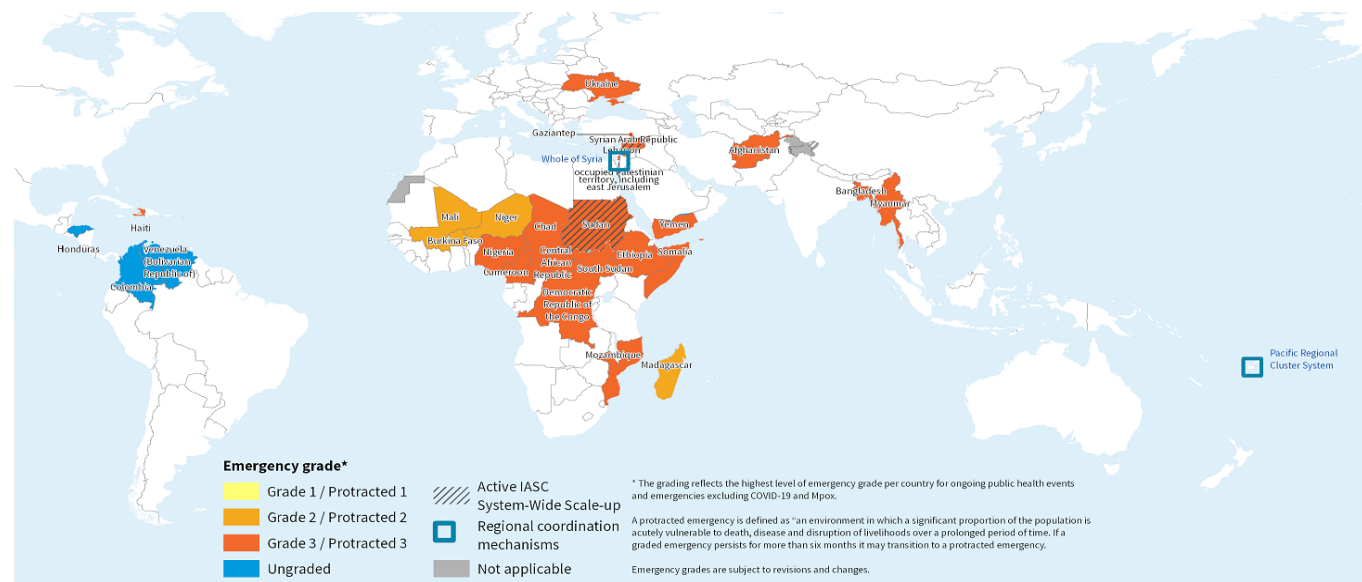 Ukraine
Gaziantep
Syrian Arab Republic
Lebanon
Whole of Syria
occupied Palestinian
territory, including
east Jerusalem
Afghanistan
Bangladesh
Myanmar
Mali
Niger
Chad
Sudan
Yemen
Haiti
Burkina Faso
Honduras
Venezuela
(Bolivarian
Republic of)
Colombia
Nigeria
Cameroon
Central
African
Republic
South Sudan
Ethiopia
Somalia
Democratic
Republic of
the Congo
Mozambique
Madagascar
Pacific Regional
Cluster System
Emergency grade*
Grade 1 / Protracted 1
Grade 2 / Protracted 2
Grade 3 / Protracted 3
Ungraded
Active IASC
System-Wide Scale-up
Regional coordination
mechanisms
Not applicable
* The grading reflects the highest level of emergency grade per country for ongoing public health events
and emergencies excluding COVID-19 and Mpox.
A protracted emergency is defined as “an environment in which a significant proportion of the population is
acutely vulnerable to death, disease and disruption of livelihoods over a prolonged period of time. If a
graded emergency persists for more than six months it may transition to a protracted emergency.
Emergency grades are subject to revisions and changes.